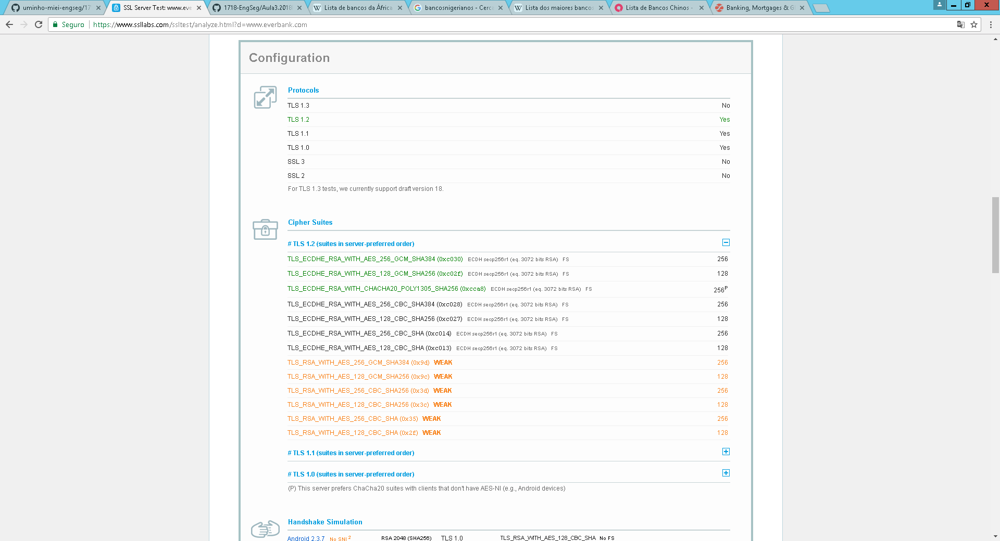 uminho-miei-engseg/17
SSL Server Test: www.eve
1718-EngSeg/Aula3.2018
Lista de bancos da África
bancosnigerianos - Cerc
Lista dos maiores bancos
Lista de Bancos Chinos -
Banking, Mortgages & G
Seguro https://www.ssllabs.com/ssltest/analyze.html?d=www.everbank.com
Configuration
Protocols
TLS 1.3 No
TLS 1.2 Yes
TLS 1.1 Yes
TLS 1.0 Yes
SSL 3 No
SSL 2 No
For TLS 1.3 tests, we currently support draft version 18.
Cipher Suites
# TLS 1.2 (suites in server-preferred order)
TLS_ECDHE_RSA_WITH_AES_256_GCM_SHA384 (0xc030) ECDH secp256r1 (eq. 3072 bits RSA) FS 256
TLS_ECDHE_RSA_WITH_AES_128_GCM_SHA256 (0xc02f) ECDH secp256r1 (eq. 3072 bits RSA) FS 128
TLS_ECDHE_RSA_WITH_CHACHA20_POLY1305_SHA256 (0xcca8) ECDH secp256r1 (eq. 3072 bits RSA) FS 256P
TLS_ECDHE_RSA_WITH_AES_256_CBC_SHA384 (0xc028) ECDH secp256r1 (eq. 3072 bits RSA) FS 256
TLS_ECDHE_RSA_WITH_AES_128_CBC_SHA256 (0xc027) ECDH secp256r1 (eq. 3072 bits RSA) FS 128
TLS_ECDHE_RSA_WITH_AES_256_CBC_SHA (0xc014) ECDH secp256r1 (eq. 3072 bits RSA) FS 256
TLS_ECDHE_RSA_WITH_AES_128_CBC_SHA (0xc013) ECDH secp256r1 (eq. 3072 bits RSA) FS 128
TLS_RSA_WITH_AES_256_GCM_SHA384 (0x9d) WEAK 256
TLS_RSA_WITH_AES_128_GCM_SHA256 (0x9c) WEAK 128
TLS_RSA_WITH_AES_256_CBC_SHA256 (0x3d) WEAK 256
TLS_RSA_WITH_AES_128_CBC_SHA256 (0x3c) WEAK 128
TLS_RSA_WITH_AES_256_CBC_SHA (0x35) WEAK 256
TLS_RSA_WITH_AES_128_CBC_SHA (0x2f) WEAK 128
# TLS 1.1 (suites in server-preferred order)
# TLS 1.0 (suites in server-preferred order)
(P) This server prefers ChaCha20 suites with clients that don't have AES-NI (e.g., Android devices)
Handshake Simulation
Android 2.3.7 No SNI 2 RSA 2048 (SHA256) TLS 1.0 TLS_RSA_WITH_AES_128_CBC_SHA No FS